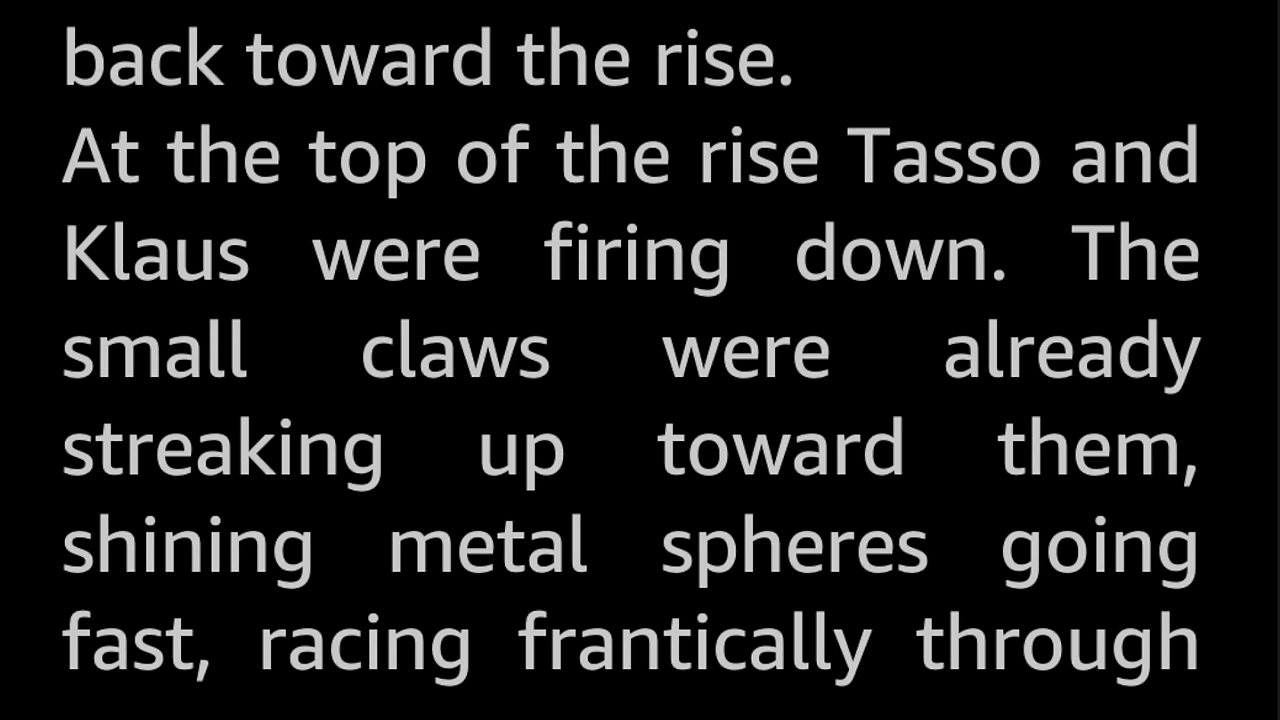 back toward the rise.
At the top of the rise Tasso and
Klaus were firing down. The
small claws were already
streaking up toward them,
shining metal spheres going
fast, racing frantically through